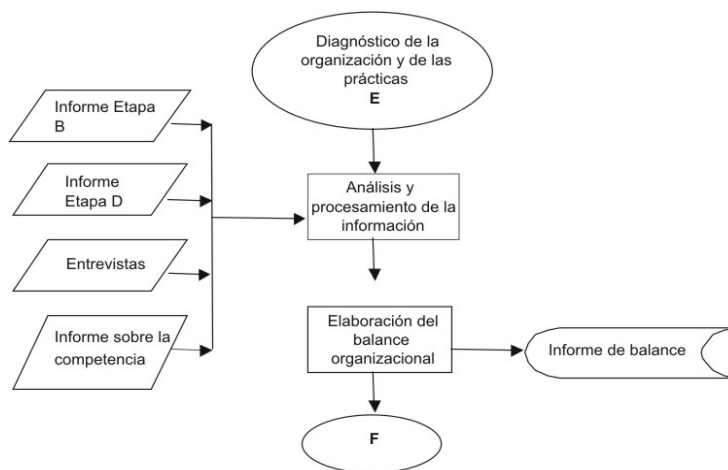 Diagnóstico de la
organización y de las
prácticas
E
Informe Etapa
B
Informe
Etapa D
Entrevistas
Informe sobre la
competencia
Análisis y
procesamiento de la
información
Elaboración del
balance
organizacional
Informe de balance
F